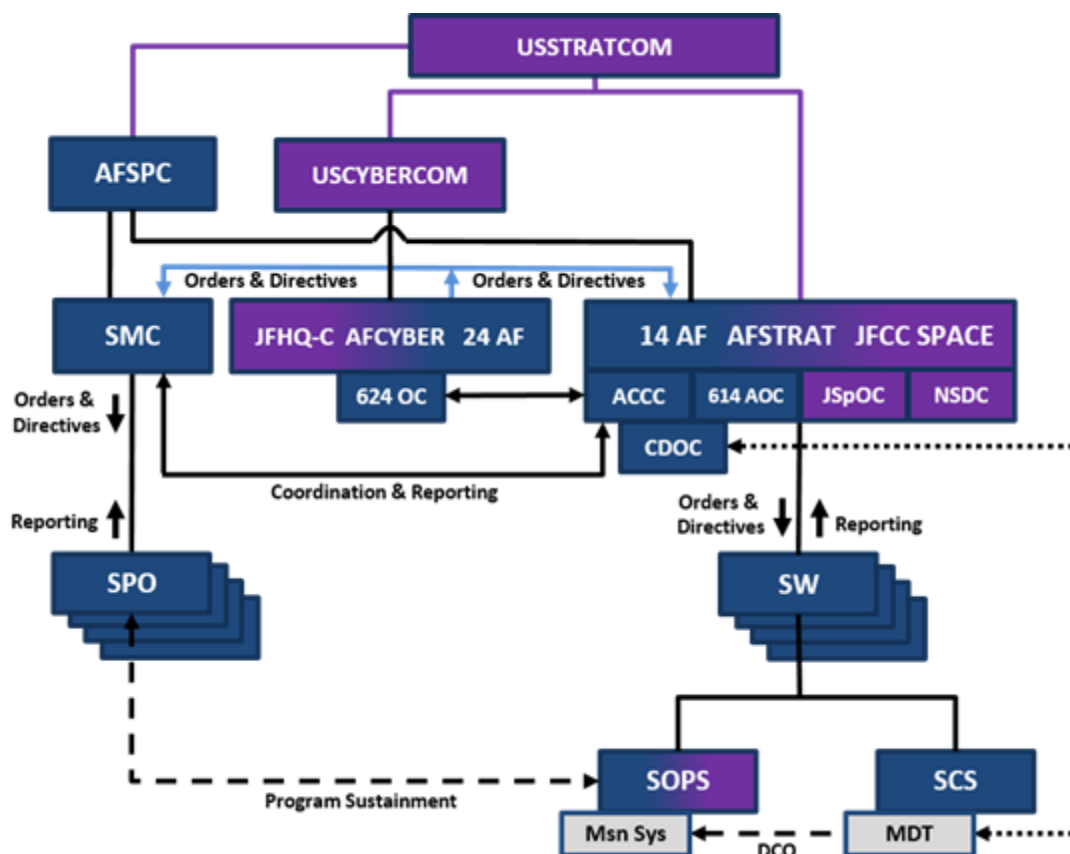 USSTRATCOM
AFSPC
USCYBERCOM
Orders & Directives
Orders & Directives
SMC
JFHQ-C AFCYBER 24 AF
14 AF AFSTRAT JFCC SPACE
624 OC
ACCC
614 AOC
JSpOC
NSDC
CDOC
Orders &
Directives
Coordination & Reporting
Reporting
Orders &
Directives
Reporting
SPO
SW
SOPS
SCS
Program Sustainment
Msn Sys
MDT
DCO